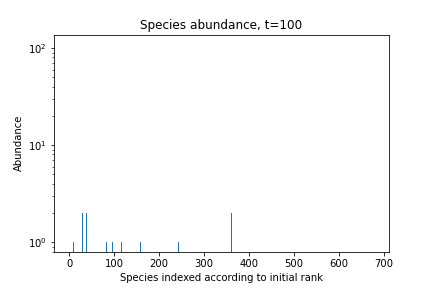 Species abundance, t=100
10²
10¹
10⁰
Abundance
0 100 200 300 400 500 600 700
Species indexed according to initial rank